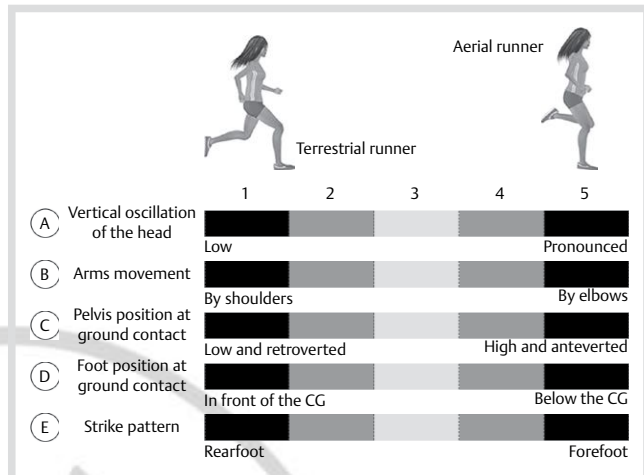 Aerial runner
Terrestrial runner
1 2 3 4 5
A Vertical oscillation
of the head
Low Pronounced
B Arms movement
By shoulders By elbows
C Pelvis position at
ground contact
Low and retroverted High and anteverted
D Foot position at
ground contact
In front of the CG Below the CG
E Strike pattern
Rearfoot Forefoot